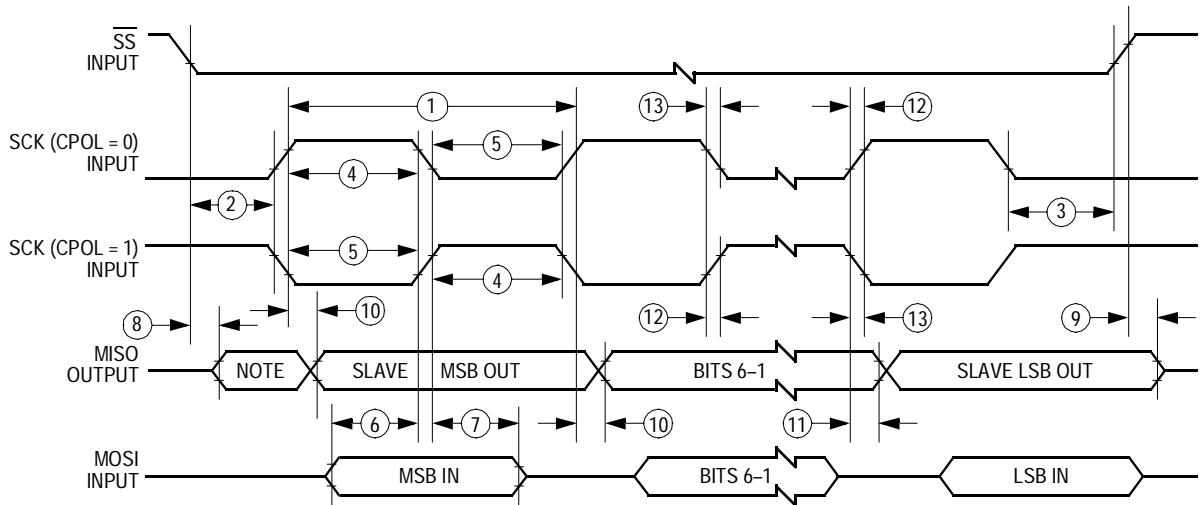 SS
INPUT
1
13
12
SCK (CPOL = 0)
INPUT
5
4
2
3
SCK (CPOL = 1)
INPUT
5
4
8
10
12
13
9
MISO
OUTPUT
NOTE
SLAVE MSB OUT
BITS 6–1
SLAVE LSB OUT
6
7
10
11
MOSI
INPUT
MSB IN
BITS 6–1
LSB IN